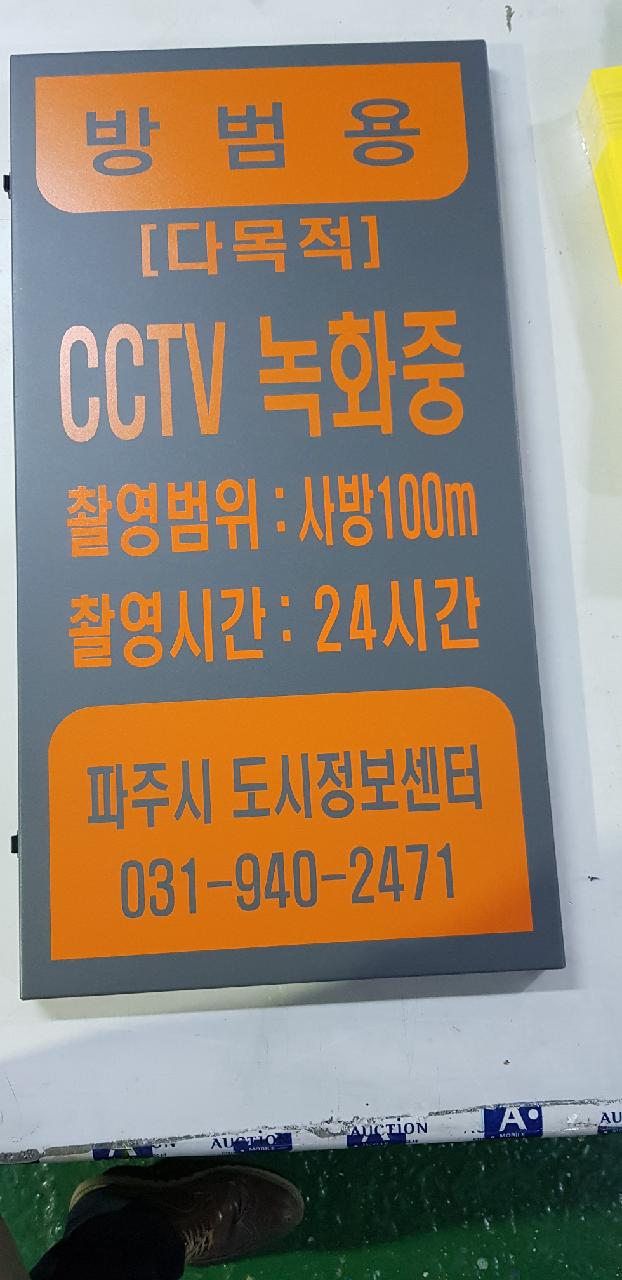 방 범 용
[다목적]
CCTV 녹화중
촬영범위 : 사방100m
촬영시간 : 24시간
파주시 도시정보센터
031-940-2471
AUCTION
AUCTION
A